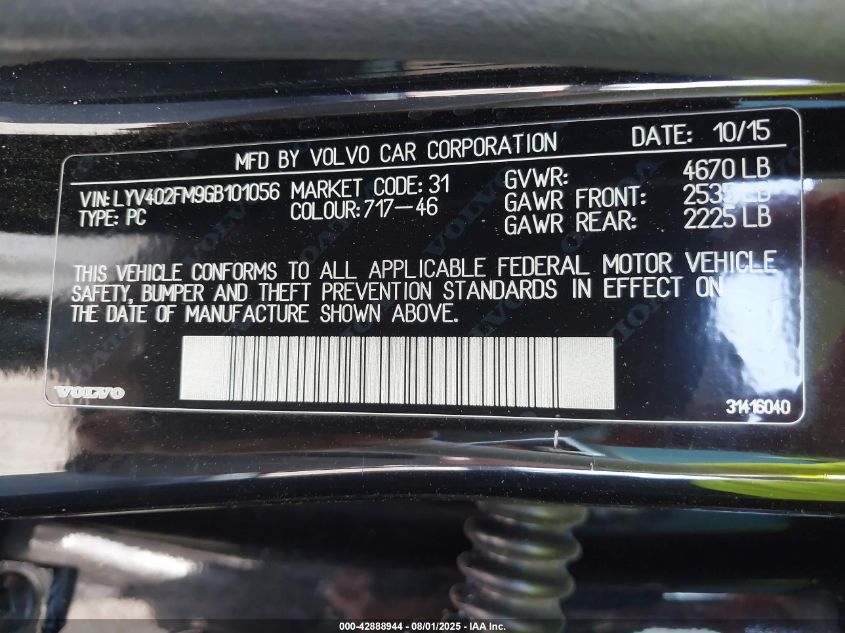 MFD BY VOLVO CAR CORPORATION DATE: 10/15
VIN: LYV402FM9GB101056 MARKET CODE: 31 GVWR: 4670 LB
TYPE: PC COLOUR: 717-46 GAWR FRONT: 2535 LB
GAWR REAR: 2225 LB
THIS VEHICLE CONFORMS TO ALL APPLICABLE FEDERAL MOTOR VEHICLE
SAFETY, BUMPER AND THEFT PREVENTION STANDARDS IN EFFECT ON
THE DATE OF MANUFACTURE SHOWN ABOVE.
VOLVO 31416040
000-42888944 - 08/01/2025 - IAA Inc.